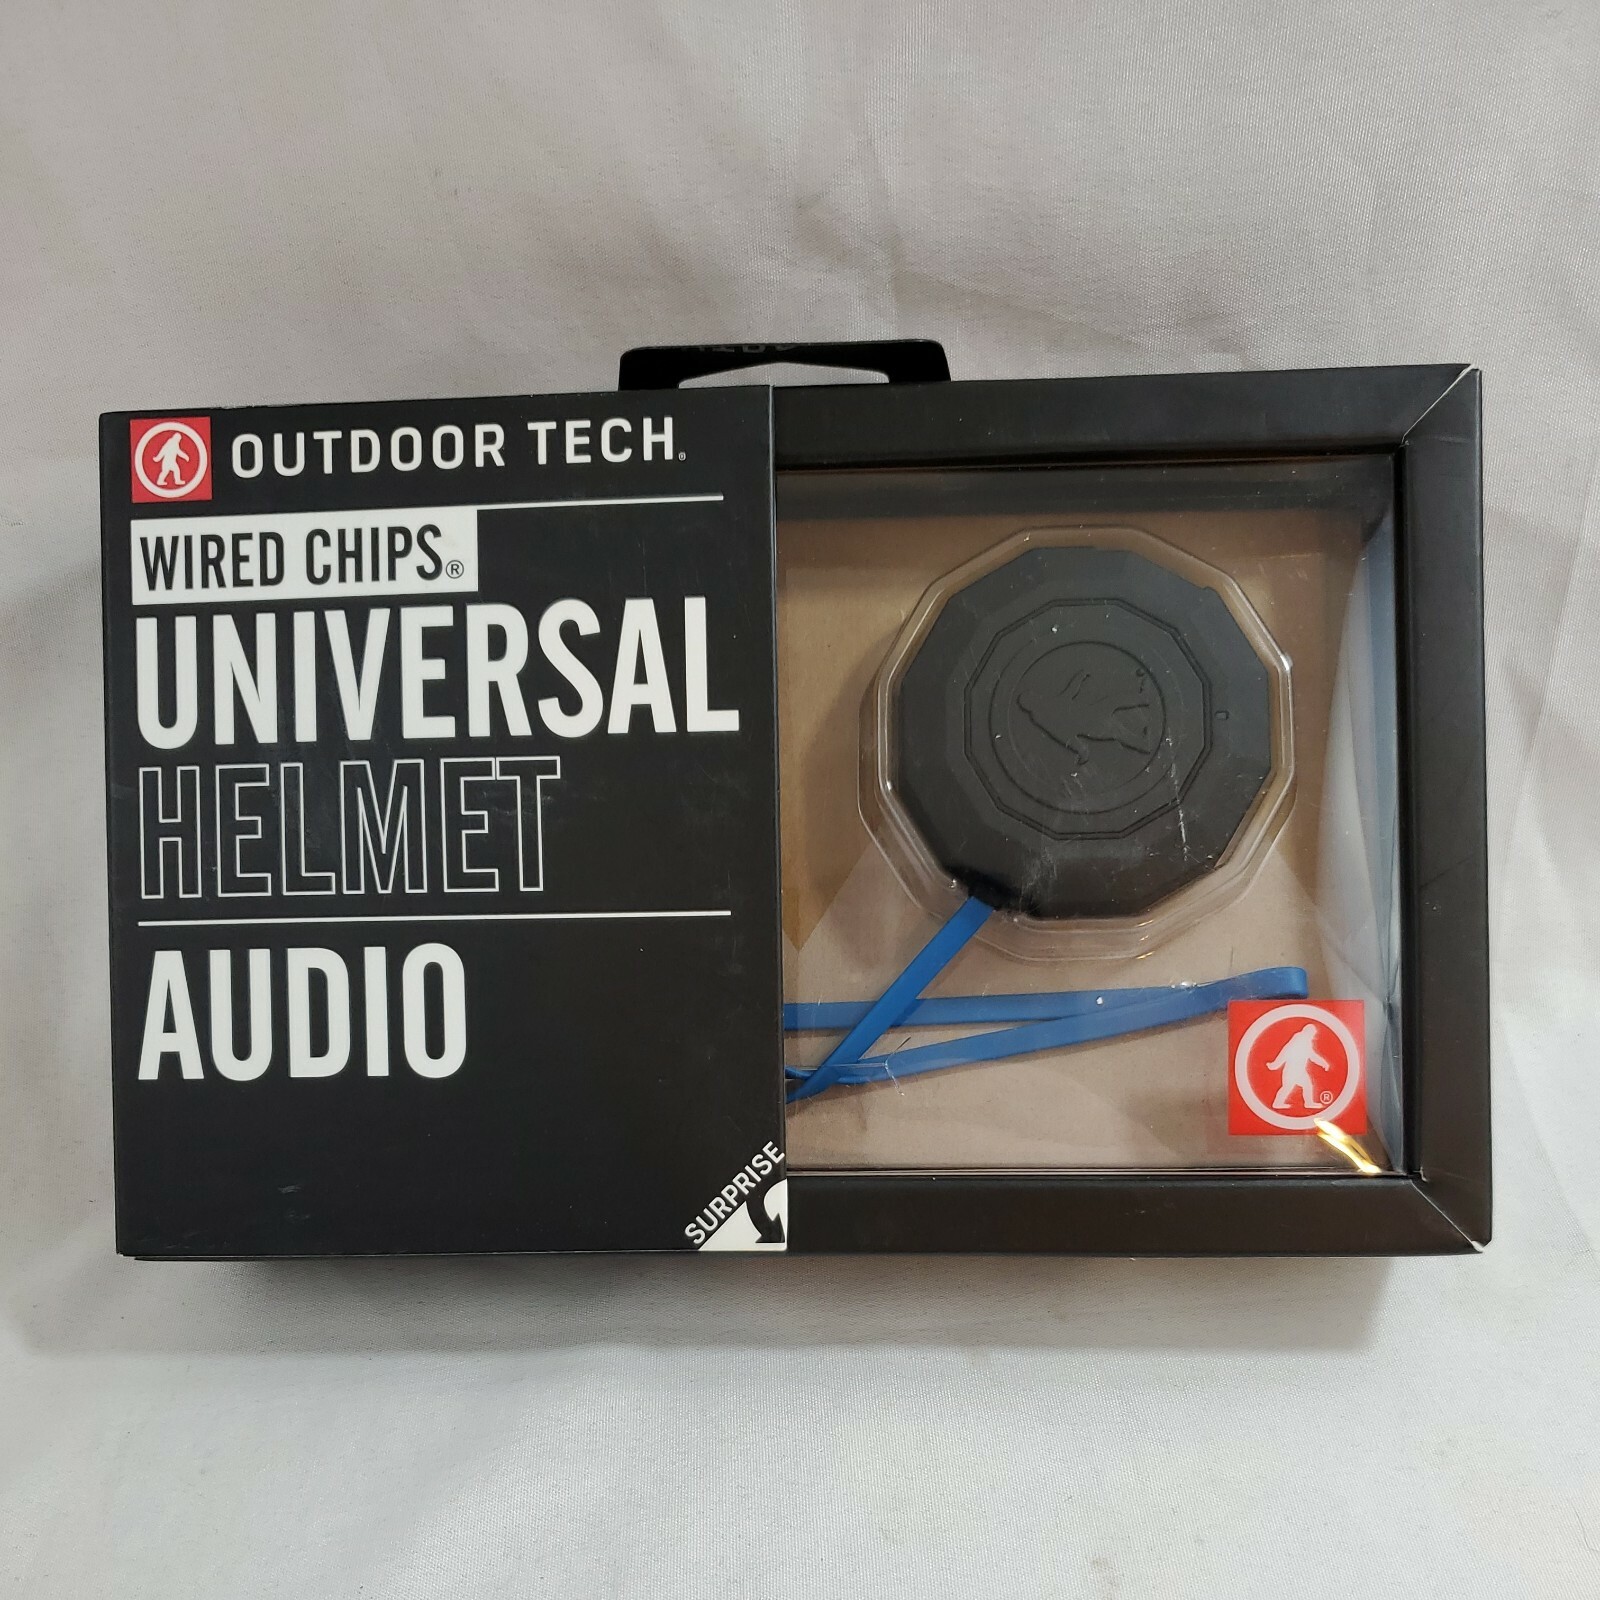 OUTDOOR TECH®
WIRED CHIPS®
UNIVERSAL
HELMET
AUDIO
SURPRISE
®